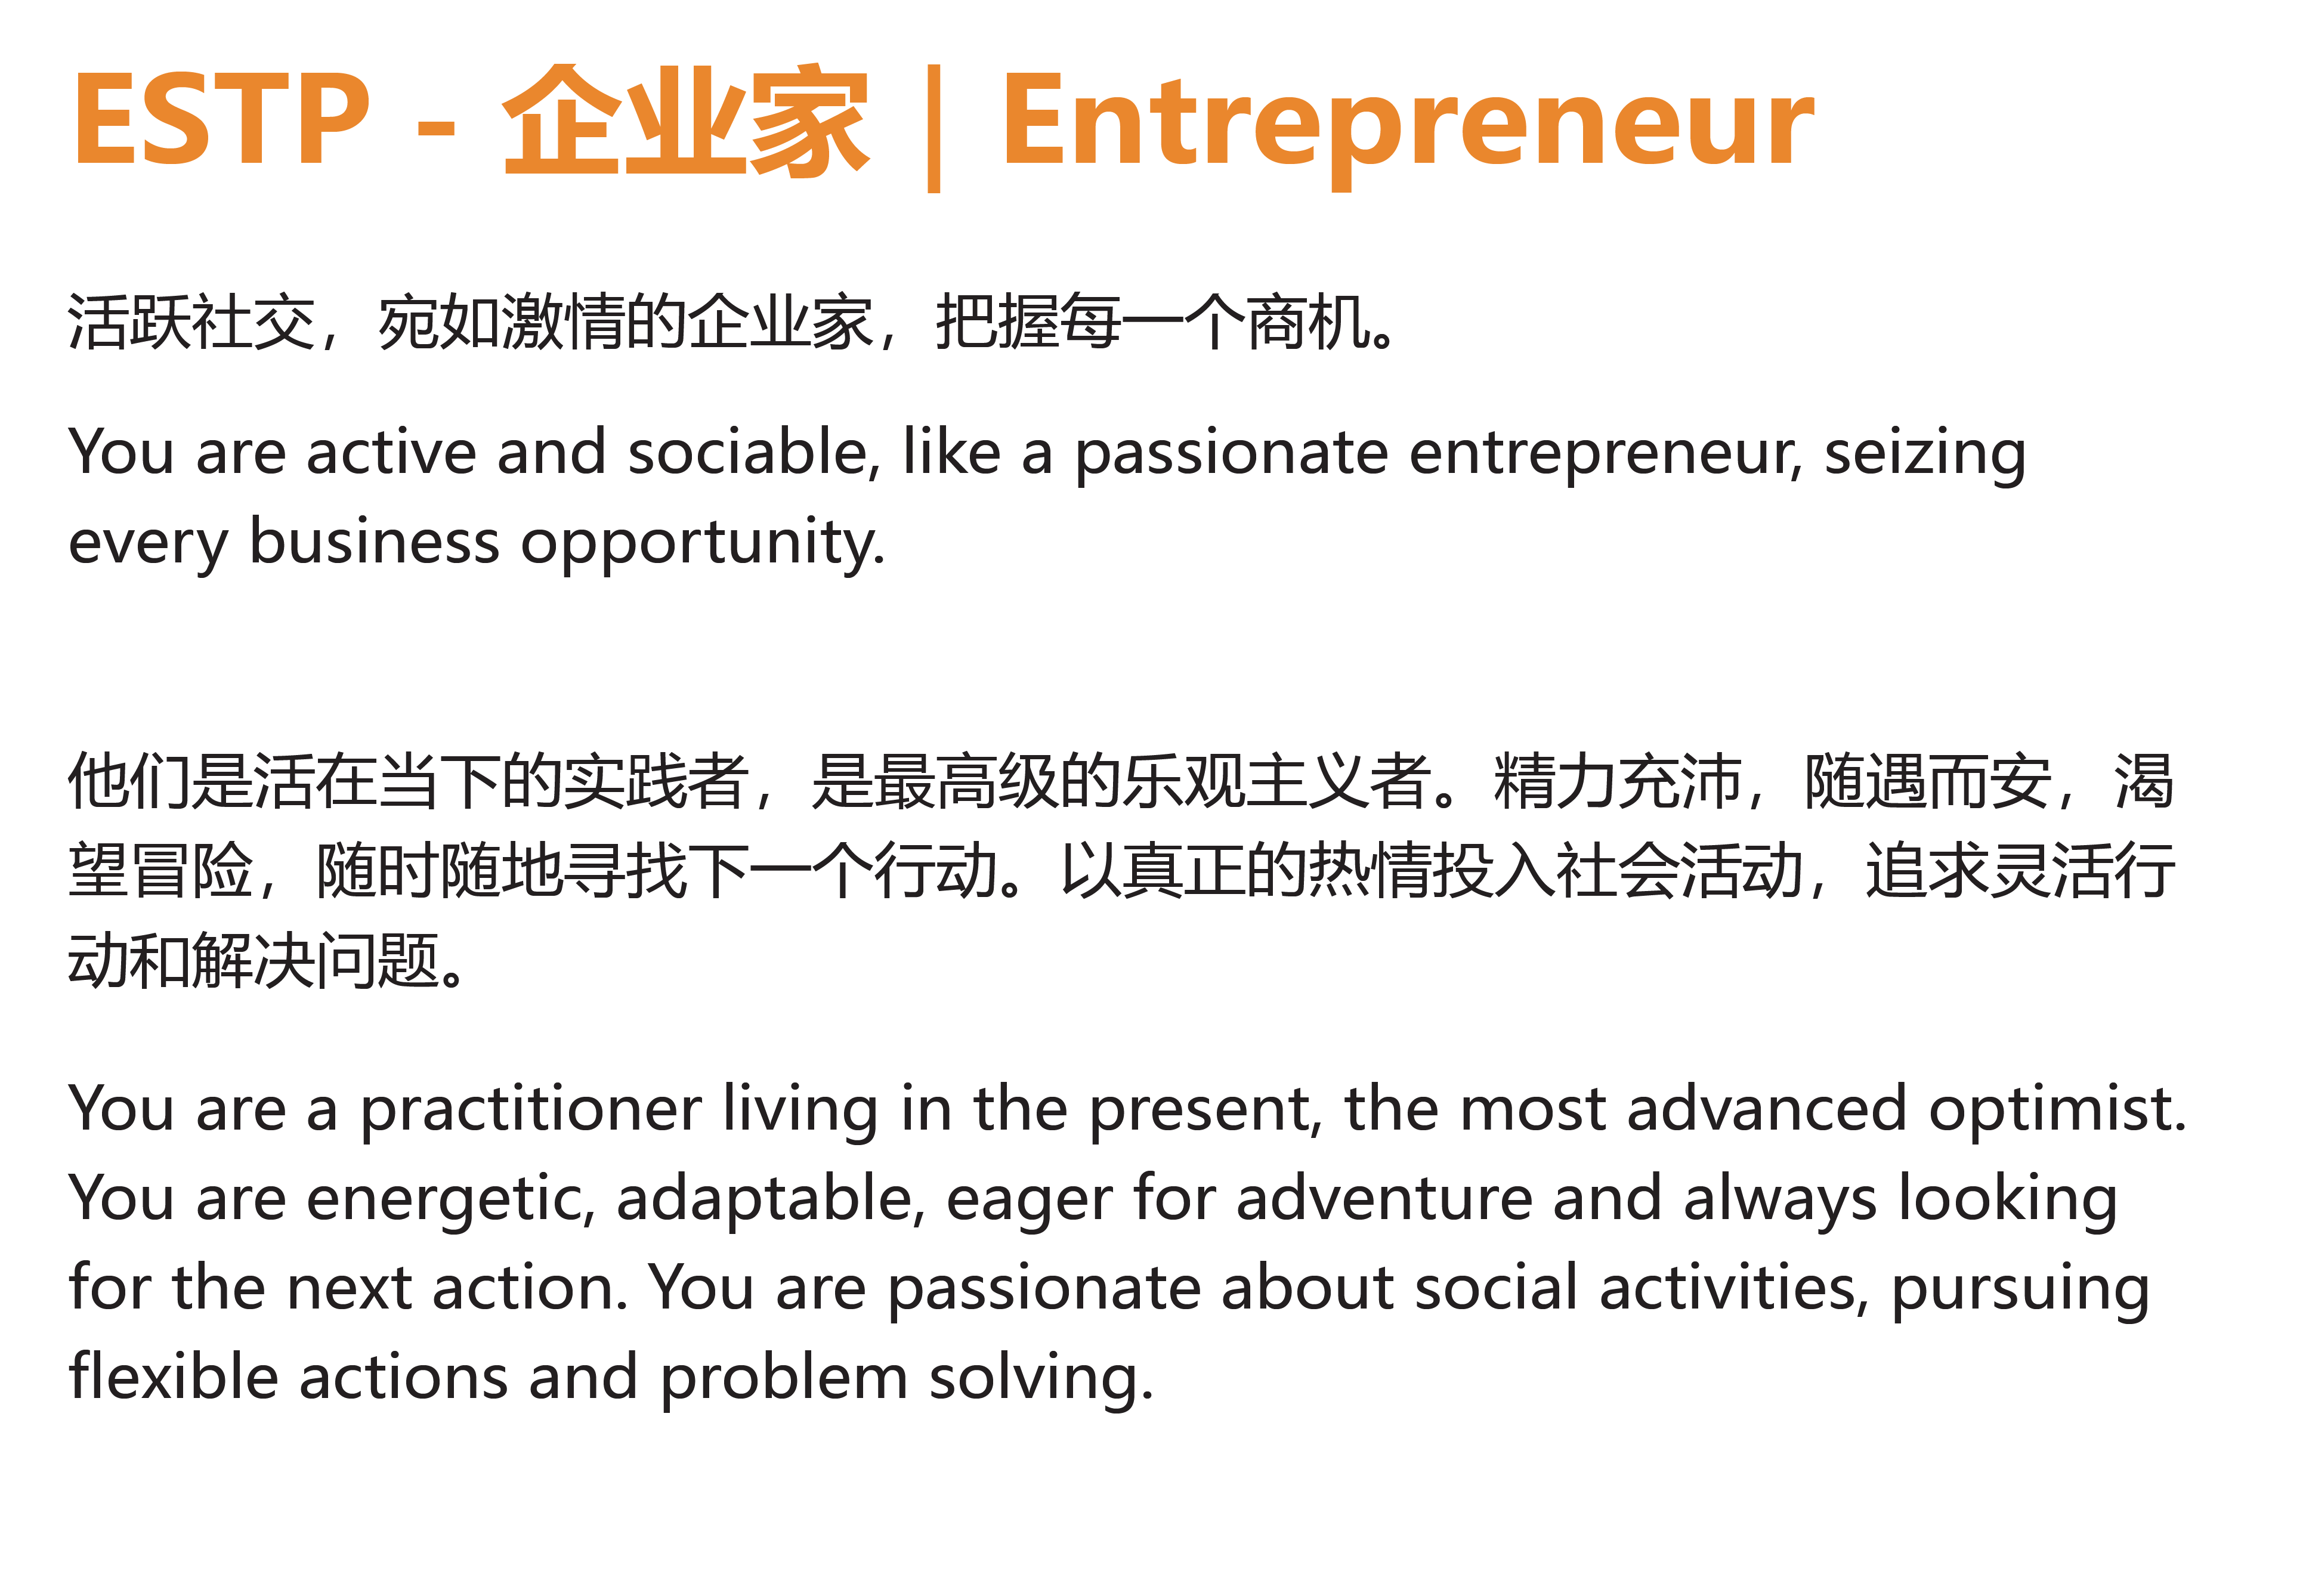 ESTP - 企业家 | Entrepreneur
活跃社交，宛如激情的企业家，把握每一个商机。
You are active and sociable, like a passionate entrepreneur, seizing
every business opportunity.
他们是活在当下的实践者，是最高级的乐观主义者。精力充沛，随遇而安，渴
望冒险，随时随地寻找下一个行动。以真正的热情投入社会活动，追求灵活行
动和解决问题。
You are a practitioner living in the present, the most advanced optimist.
You are energetic, adaptable, eager for adventure and always looking
for the next action. You are passionate about social activities, pursuing
flexible actions and problem solving.